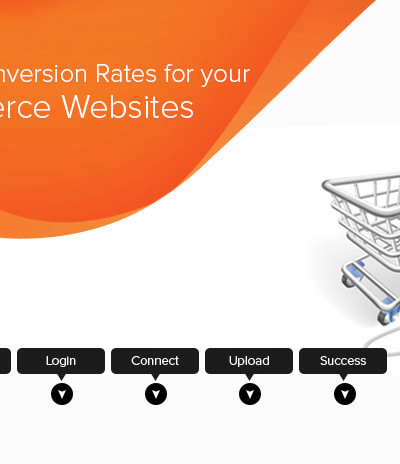 nversion Rates for your
erce Websites
Login
Connect
Upload
Success